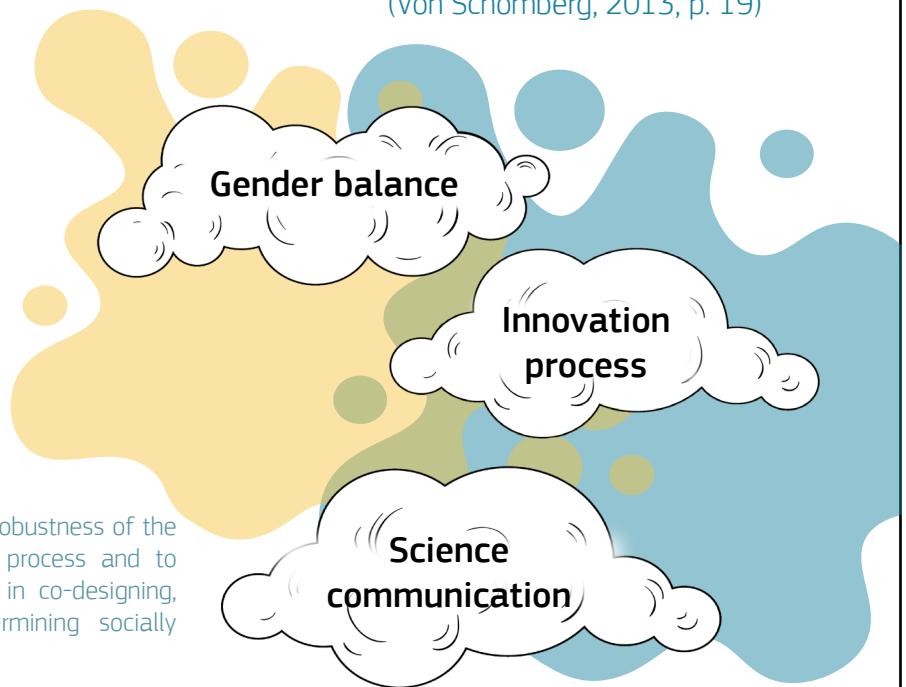 (Von Schomberg, 2013, p. 19)
Gender balance
Innovation
process
Science
communication
obustness of the
process and to
in co-designing,
rmining socially